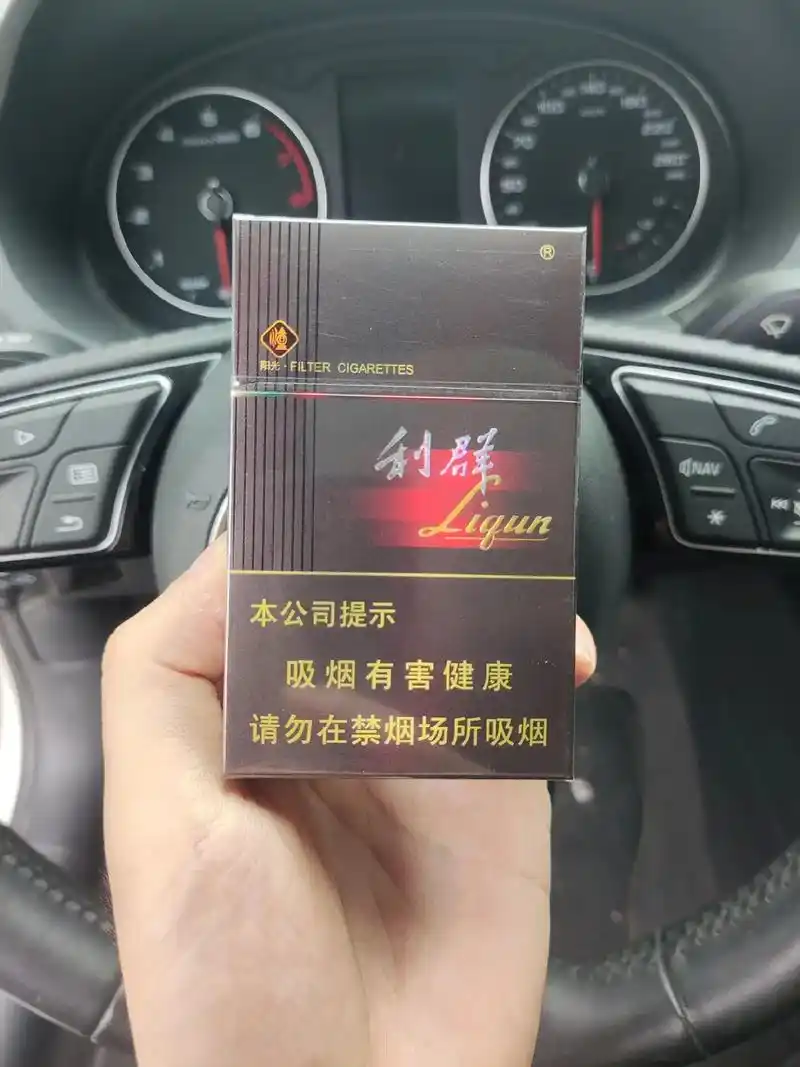 ®
阳光·FILTER CIGARETTES
利群
Liqun
本公司提示
吸烟有害健康
请勿在禁烟场所吸烟
NAV